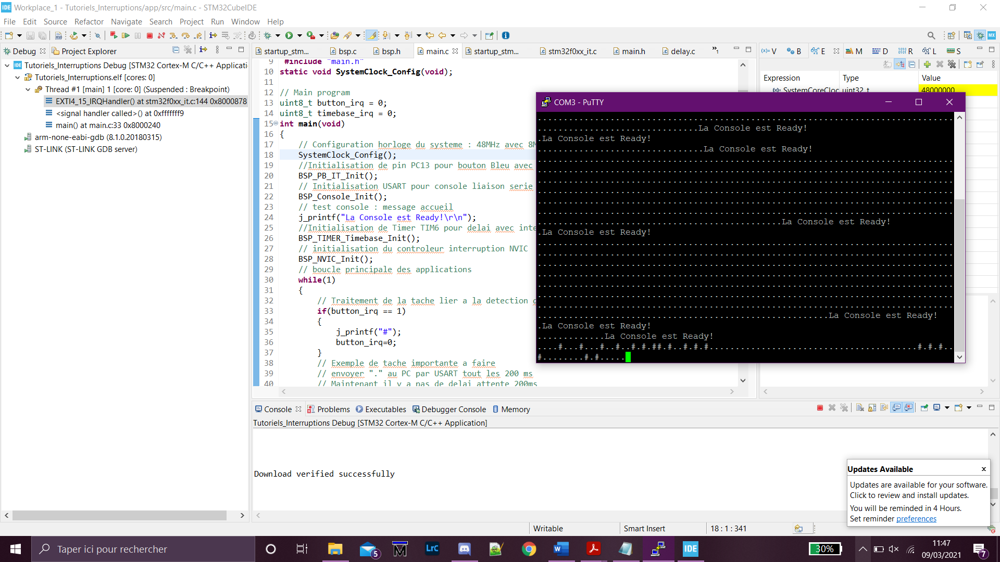 Workplace_1 - Tutoriels_Interruptions/app/src/main.c - STM32CubeIDE
File Edit Source Refactor Navigate Search Project Run Window Help
Debug Project Explorer
Tutoriels_Interruptions Debug [STM32 Cortex-M C/C++ Applicati
Tutoriels_Interruptions.elf [cores: 0]
Thread #1 [main] 1 [core: 0] (Suspended : Breakpoint)
EXTI4_15_IRQHandler() at stm32f0xx_it.c:144 0x8000878
<signal handler called>() at 0xfffffff9
main() at main.c:33 0x8000240
arm-none-eabi-gdb (8.1.0.20180315)
ST-LINK (ST-LINK GDB server)
startup_stm... bsp.c bsp.h main.c startup_stm... stm32f0xx_it.c main.h delay.c
9 #include "main.h"
10 static void SystemClock_Config(void);
11
12 // Main program
13 uint8_t button_irq = 0;
14 uint8_t timebase_irq = 0;
15 int main(void)
16 {
17 // Configuration horloge du systeme : 48MHz avec 8M
18 SystemClock_Config();
19 //Initialisation de pin PC13 pour bouton Bleu avec
20 BSP_PB_IT_Init();
21 // Initialisation USART pour console liaison serie
22 BSP_Console_Init();
23 // test console : message accueil
24 j_printf("La Console est Ready!\r\n");
25 //Initialisation de Timer TIM6 pour delai avec inte
26 BSP_TIMER_Timebase_Init();
27 // initialisation du controleur interruption NVIC
28 BSP_NVIC_Init();
29 // boucle principale des applications
30 while(1)
31 {
32 // Traitement de la tache lier a la detection d
33 if(button_irq == 1)
34 {
35 j_printf("#");
36 button_irq=0;
37 }
38 // Exemple de tache importante a faire
39 // envoyer "." au PC par USART tout les 200 ms
40 // Maintenant il y a pas de delai attente 200ms
V B E M D R L S
Expression Type Value
SystemCoreCloc uint32_t 48000000
COM3 - PuTTY
...............................La Console est Ready!
.La Console est Ready!
................................La Console est Ready!
...............................................La Console est Ready!
.La Console est Ready!
........................................................La Console est Ready!
.La Console est Ready!
.............La Console est Ready!
....#...#...#..#..#.#.##.#..#.#.#........................................#.#.#..
#........#.#.....
Console Problems Executables Debugger Console Memory
Tutoriels_Interruptions Debug [STM32 Cortex-M C/C++ Application]
Download verified successfully
Updates Available x
Updates are available for your software.
Click to review and install updates.
You will be reminded in 4 Hours.
Set reminder preferences
Writable Smart Insert 18 : 1 : 341
Taper ici pour rechercher
5
LrC
IDE
30%
11:47
09/03/2021
7